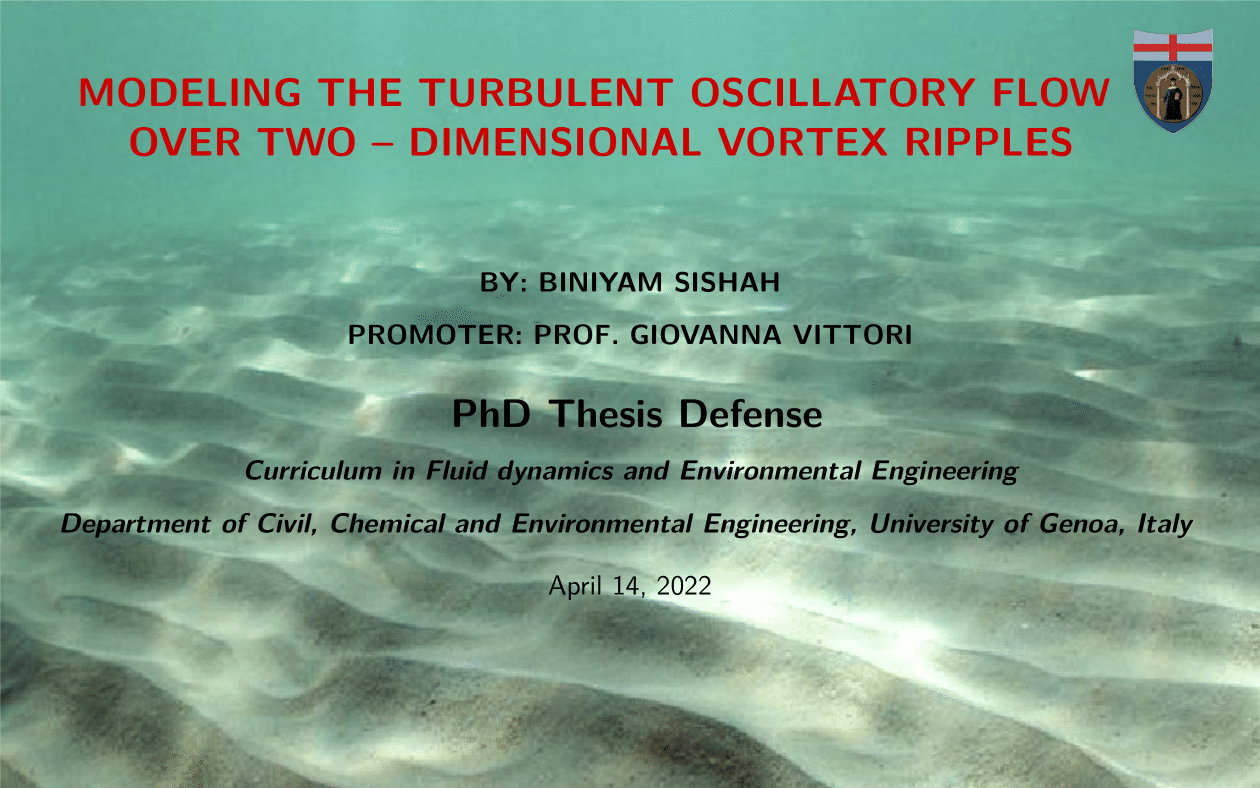 MODELING THE TURBULENT OSCILLATORY FLOW
OVER TWO – DIMENSIONAL VORTEX RIPPLES
BY: BINIYAM SISHAH
PROMOTER: PROF. GIOVANNA VITTORI
PhD Thesis Defense
Curriculum in Fluid dynamics and Environmental Engineering
Department of Civil, Chemical and Environmental Engineering, University of Genoa, Italy
April 14, 2022